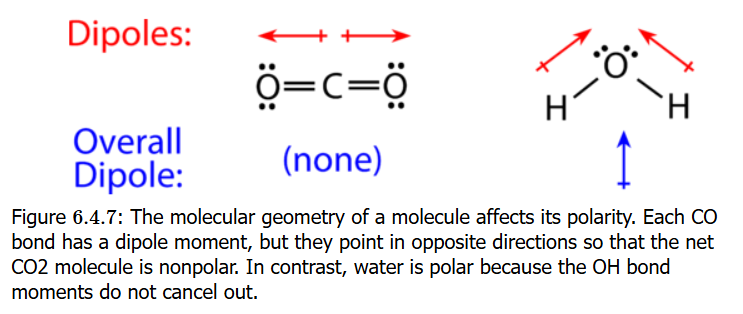 Dipoles:
Ö=C=Ö
O
H H
Overall
Dipole:
(none)
Figure 6.4.7: The molecular geometry of a molecule affects its polarity. Each CO
bond has a dipole moment, but they point in opposite directions so that the net
CO2 molecule is nonpolar. In contrast, water is polar because the OH bond
moments do not cancel out.